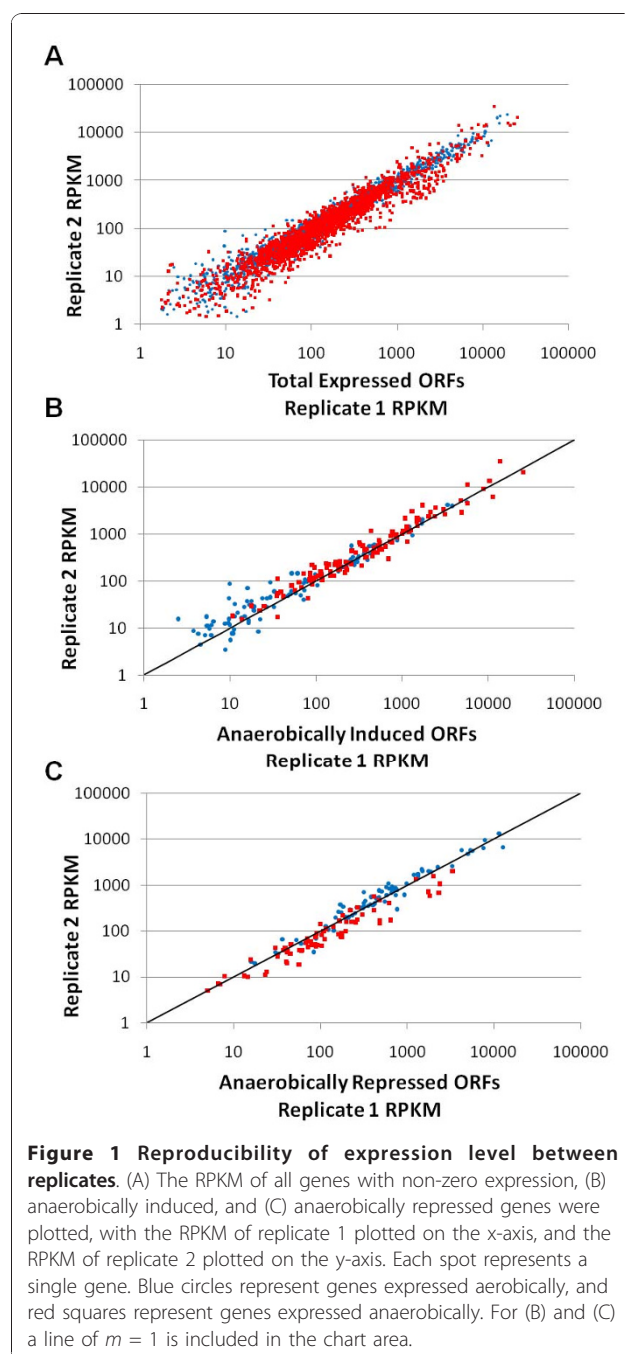 A
100000
10000
1000
100
10
1
Replicate 2 RPKM
1 10 100 1000 10000 100000
Total Expressed ORFs
Replicate 1 RPKM
B
100000
10000
1000
100
10
1
Replicate 2 RPKM
1 10 100 1000 10000 100000
Anaerobically Induced ORFs
Replicate 1 RPKM
C
100000
10000
1000
100
10
1
Replicate 2 RPKM
1 10 100 1000 10000 100000
Anaerobically Repressed ORFs
Replicate 1 RPKM
Figure 1 Reproducibility of expression level between
replicates. (A) The RPKM of all genes with non-zero expression, (B)
anaerobically induced, and (C) anaerobically repressed genes were
plotted, with the RPKM of replicate 1 plotted on the x-axis, and the
RPKM of replicate 2 plotted on the y-axis. Each spot represents a
single gene. Blue circles represent genes expressed aerobically, and
red squares represent genes expressed anaerobically. For (B) and (C)
a line of m = 1 is included in the chart area.